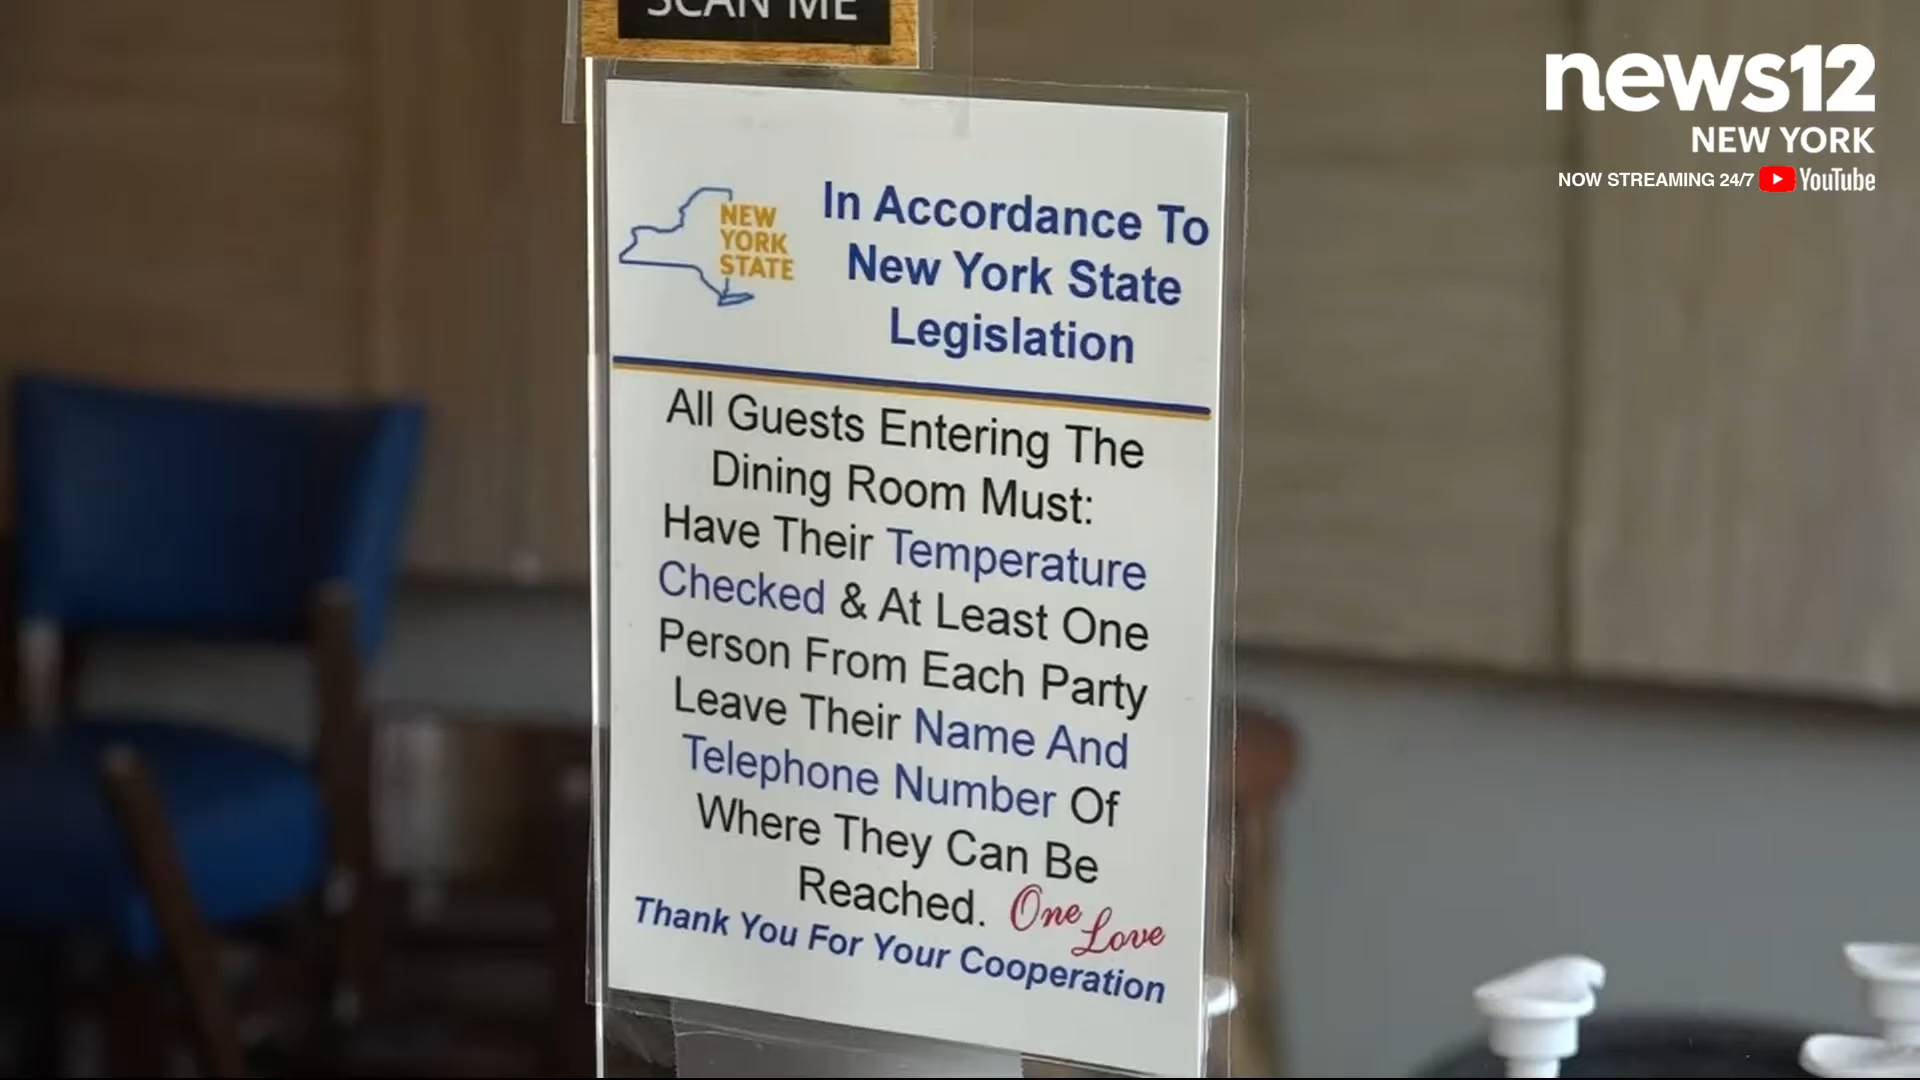 SCAN ME
news12
NEW YORK
NOW STREAMING 24/7 YouTube
NEW
YORK
STATE
In Accordance To
New York State
Legislation
All Guests Entering The
Dining Room Must:
Have Their Temperature
Checked & At Least One
Person From Each Party
Leave Their Name And
Telephone Number Of
Where They Can Be
Reached. One Love
Thank You For Your Cooperation